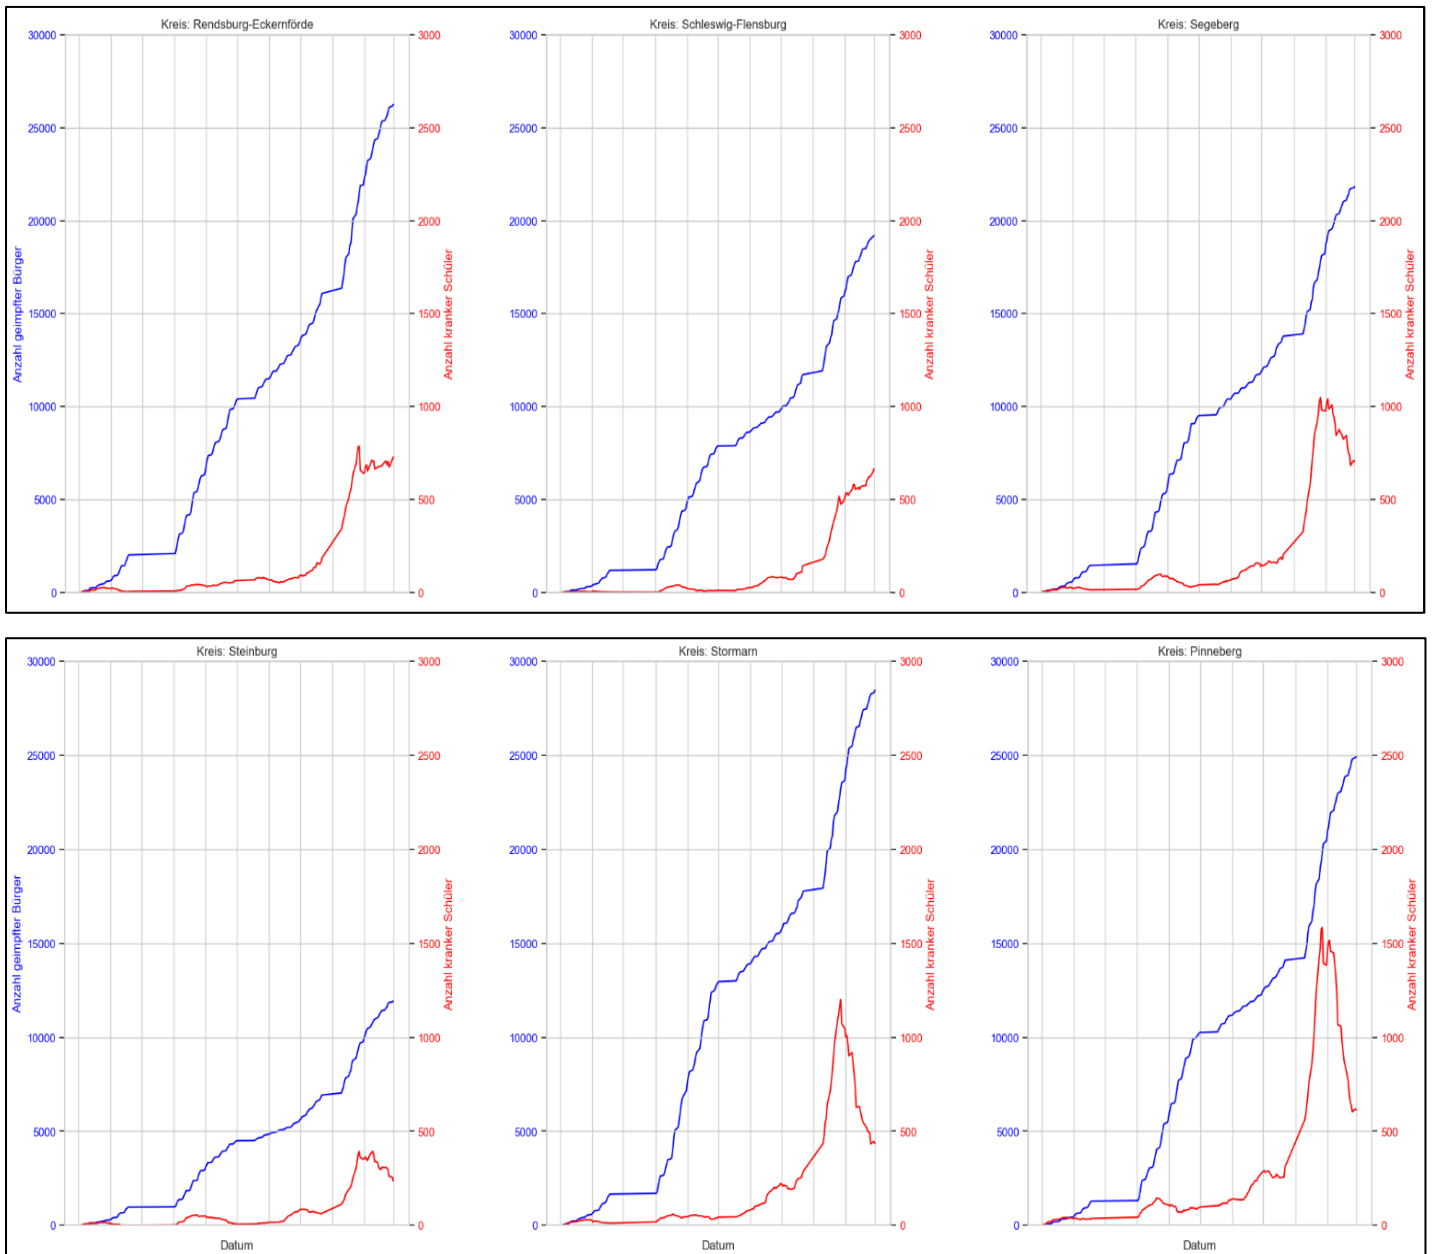 Kreis: Rendsburg-Eckernförde
Kreis: Schleswig-Flensburg
Kreis: Segeberg
30000 3000 30000 3000 30000 3000
25000 2500 25000 2500 25000 2500
20000 2000 20000 2000 20000 2000
15000 1500 15000 1500 15000 1500
10000 1000 10000 1000 10000 1000
5000 500 5000 500 5000 500
0 0 0 0 0 0
Anzahl geimpfter Bürger
Anzahl kranker Schüler
Anzahl kranker Schüler
Anzahl kranker Schüler
Kreis: Steinburg
Kreis: Stormarn
Kreis: Pinneberg
30000 3000 30000 3000 30000 3000
25000 2500 25000 2500 25000 2500
20000 2000 20000 2000 20000 2000
15000 1500 15000 1500 15000 1500
10000 1000 10000 1000 10000 1000
5000 500 5000 500 5000 500
0 0 0 0 0 0
Anzahl geimpfter Bürger
Anzahl kranker Schüler
Anzahl kranker Schüler
Anzahl kranker Schüler
Datum
Datum
Datum